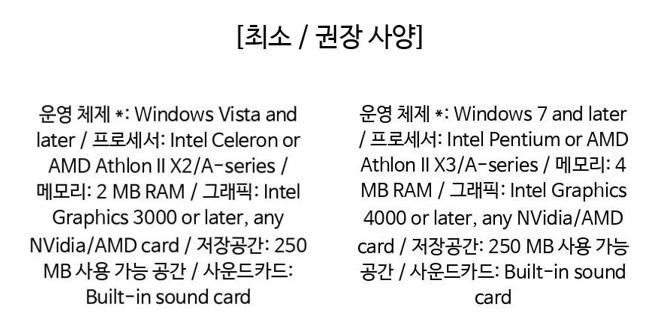 [최소 / 권장 사양]
운영 체제 *: Windows Vista and
later / 프로세서: Intel Celeron or
AMD Athlon II X2/A-series /
메모리: 2 MB RAM / 그래픽: Intel
Graphics 3000 or later, any
NVidia/AMD card / 저장공간: 250
MB 사용 가능 공간 / 사운드카드:
Built-in sound card
운영 체제 *: Windows 7 and later
/ 프로세서: Intel Pentium or AMD
Athlon II X3/A-series / 메모리: 4
MB RAM / 그래픽: Intel Graphics
4000 or later, any NVidia/AMD
card / 저장공간: 250 MB 사용 가능
공간 / 사운드카드: Built-in sound
card